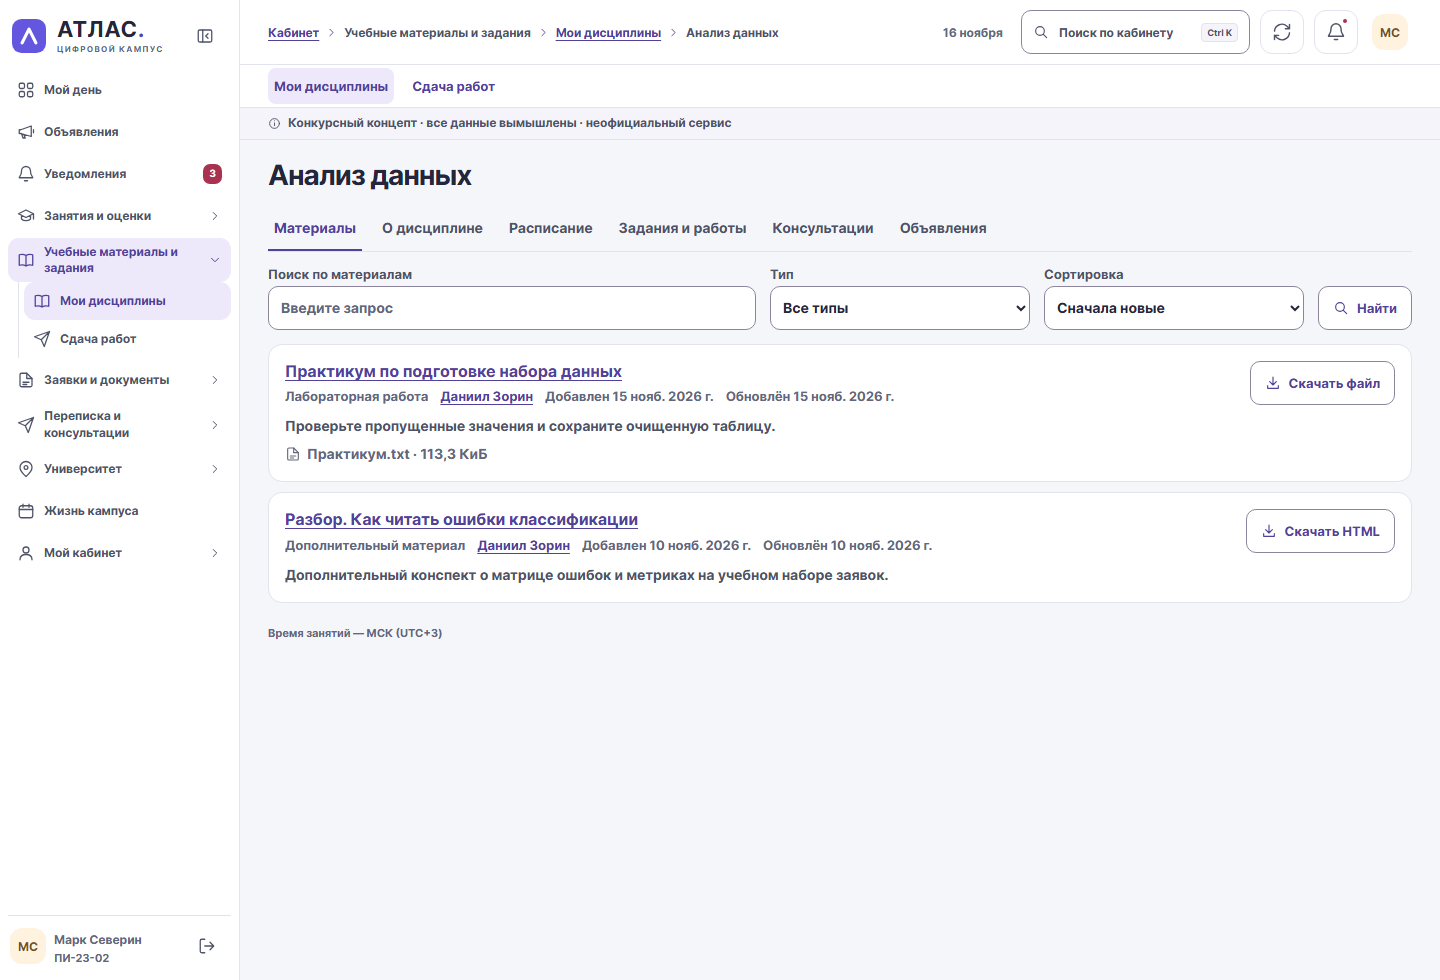 АТЛАС.
ЦИФРОВОЙ КАМПУС
Мой день
Объявления
Уведомления 3
Занятия и оценки
Учебные материалы и
задания
Мои дисциплины
Сдача работ
Заявки и документы
Переписка и
консультации
Университет
Жизнь кампуса
Мой кабинет
МС
Марк Северин
ПИ-23-02
Кабинет Учебные материалы и задания Мои дисциплины Анализ данных
16 ноября
Поиск по кабинету Ctrl K
МС
Мои дисциплины Сдача работ
Конкурсный концепт · все данные вымышлены · неофициальный сервис
Анализ данных
Материалы О дисциплине Расписание Задания и работы Консультации Объявления
Поиск по материалам Тип Сортировка
Введите запрос Все типы Сначала новые Найти
Практикум по подготовке набора данных
Скачать файл
Лабораторная работа Даниил Зорин Добавлен 15 нояб. 2026 г. Обновлён 15 нояб. 2026 г.
Проверьте пропущенные значения и сохраните очищенную таблицу.
Практикум.txt · 113,3 КиБ
Разбор. Как читать ошибки классификации
Скачать HTML
Дополнительный материал Даниил Зорин Добавлен 10 нояб. 2026 г. Обновлён 10 нояб. 2026 г.
Дополнительный конспект о матрице ошибок и метриках на учебном наборе заявок.
Время занятий — МСК (UTC+3)